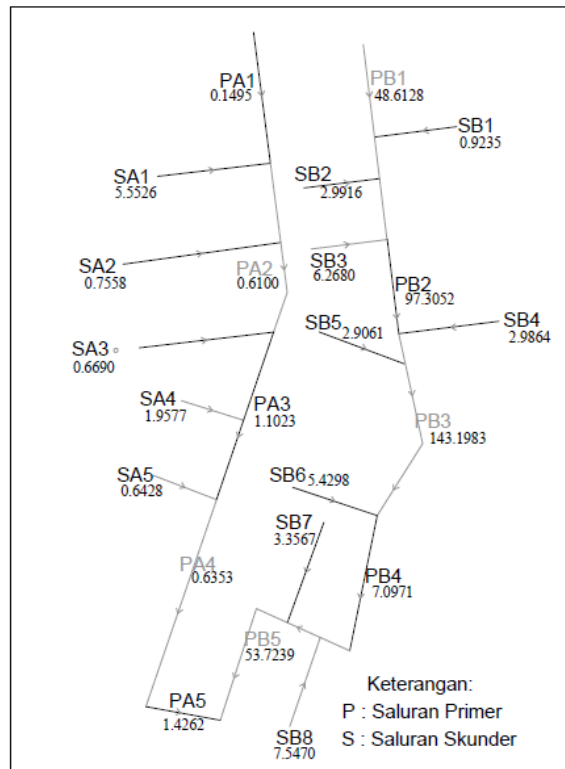 PA1
0.1495
PB1
48.6128
SB1
0.9235
SA1
5.5526
SB2
2.9916
SA2
0.7558
PA2
0.6100
SB3
6.2680
PB2
97.3052
SB4
2.9864
SB5
2.9061
SA3
0.6690
SA4
1.9577
PA3
1.1023
PB3
143.1983
SA5
0.6428
SB6
5.4298
SB7
3.3567
PA4
0.6353
PB4
7.0971
PB5
53.7239
PA5
1.4262
SB8
7.5470
Keterangan:
P : Saluran Primer
S : Saluran Skunder